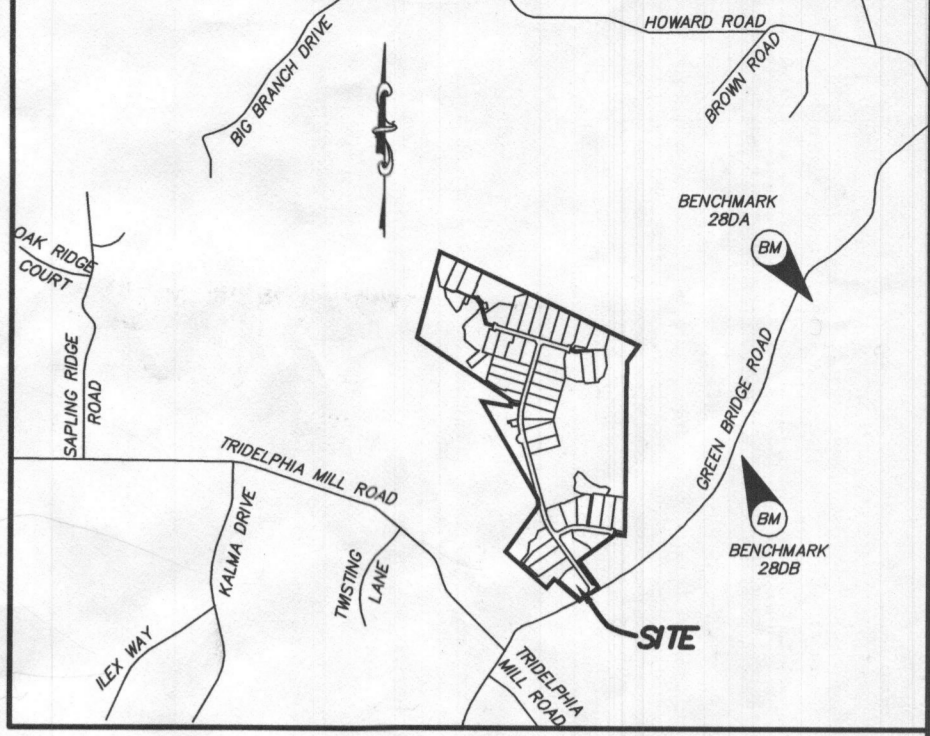 HOWARD ROAD
BIG BRANCH DRIVE
BROWN ROAD
BENCHMARK
28DA
BM
OAK RIDGE
COURT
SAPLING RIDGE
ROAD
GREEN BRIDGE ROAD
TRIDELPHIA MILL ROAD
KALMA DRIVE
TWISTING
LANE
BM
BENCHMARK
28DB
ILEX WAY
SITE
TRIDELPHIA
MILL ROAD